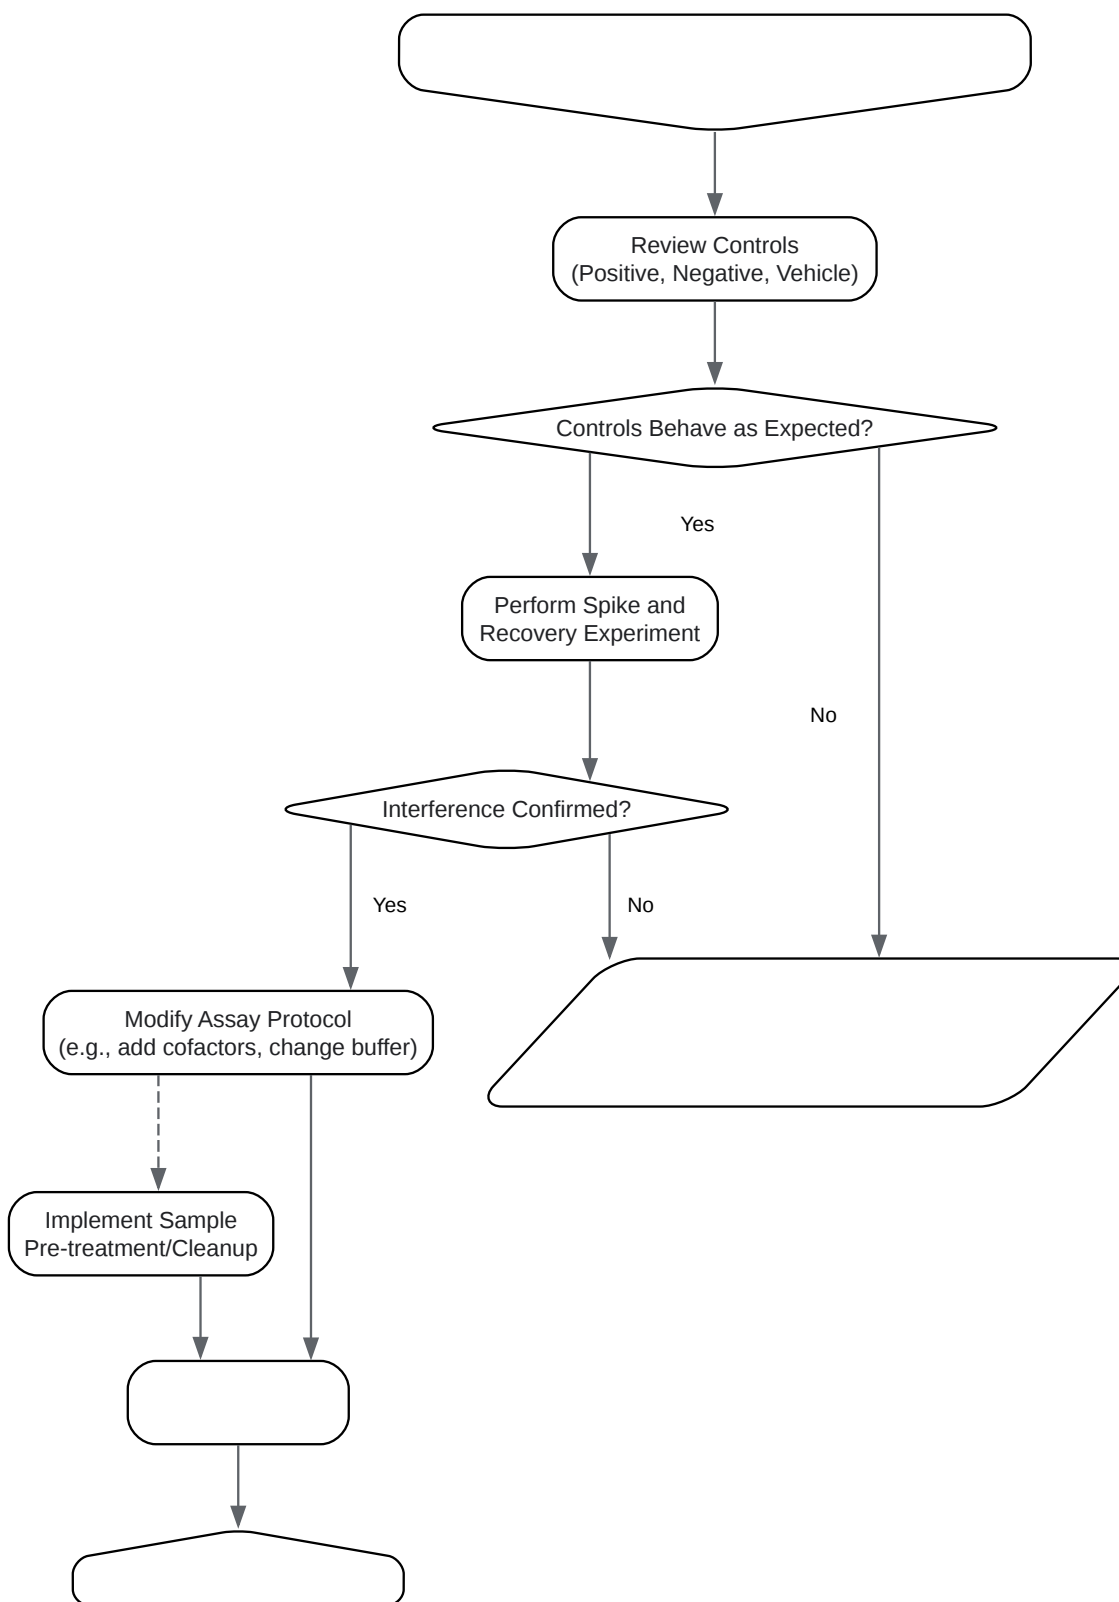 Review Controls
(Positive, Negative, Vehicle)
Controls Behave as Expected?
Yes
Perform Spike and
Recovery Experiment
No
Interference Confirmed?
Yes
No
Modify Assay Protocol
(e.g., add cofactors, change buffer)
Implement Sample
Pre-treatment/Cleanup